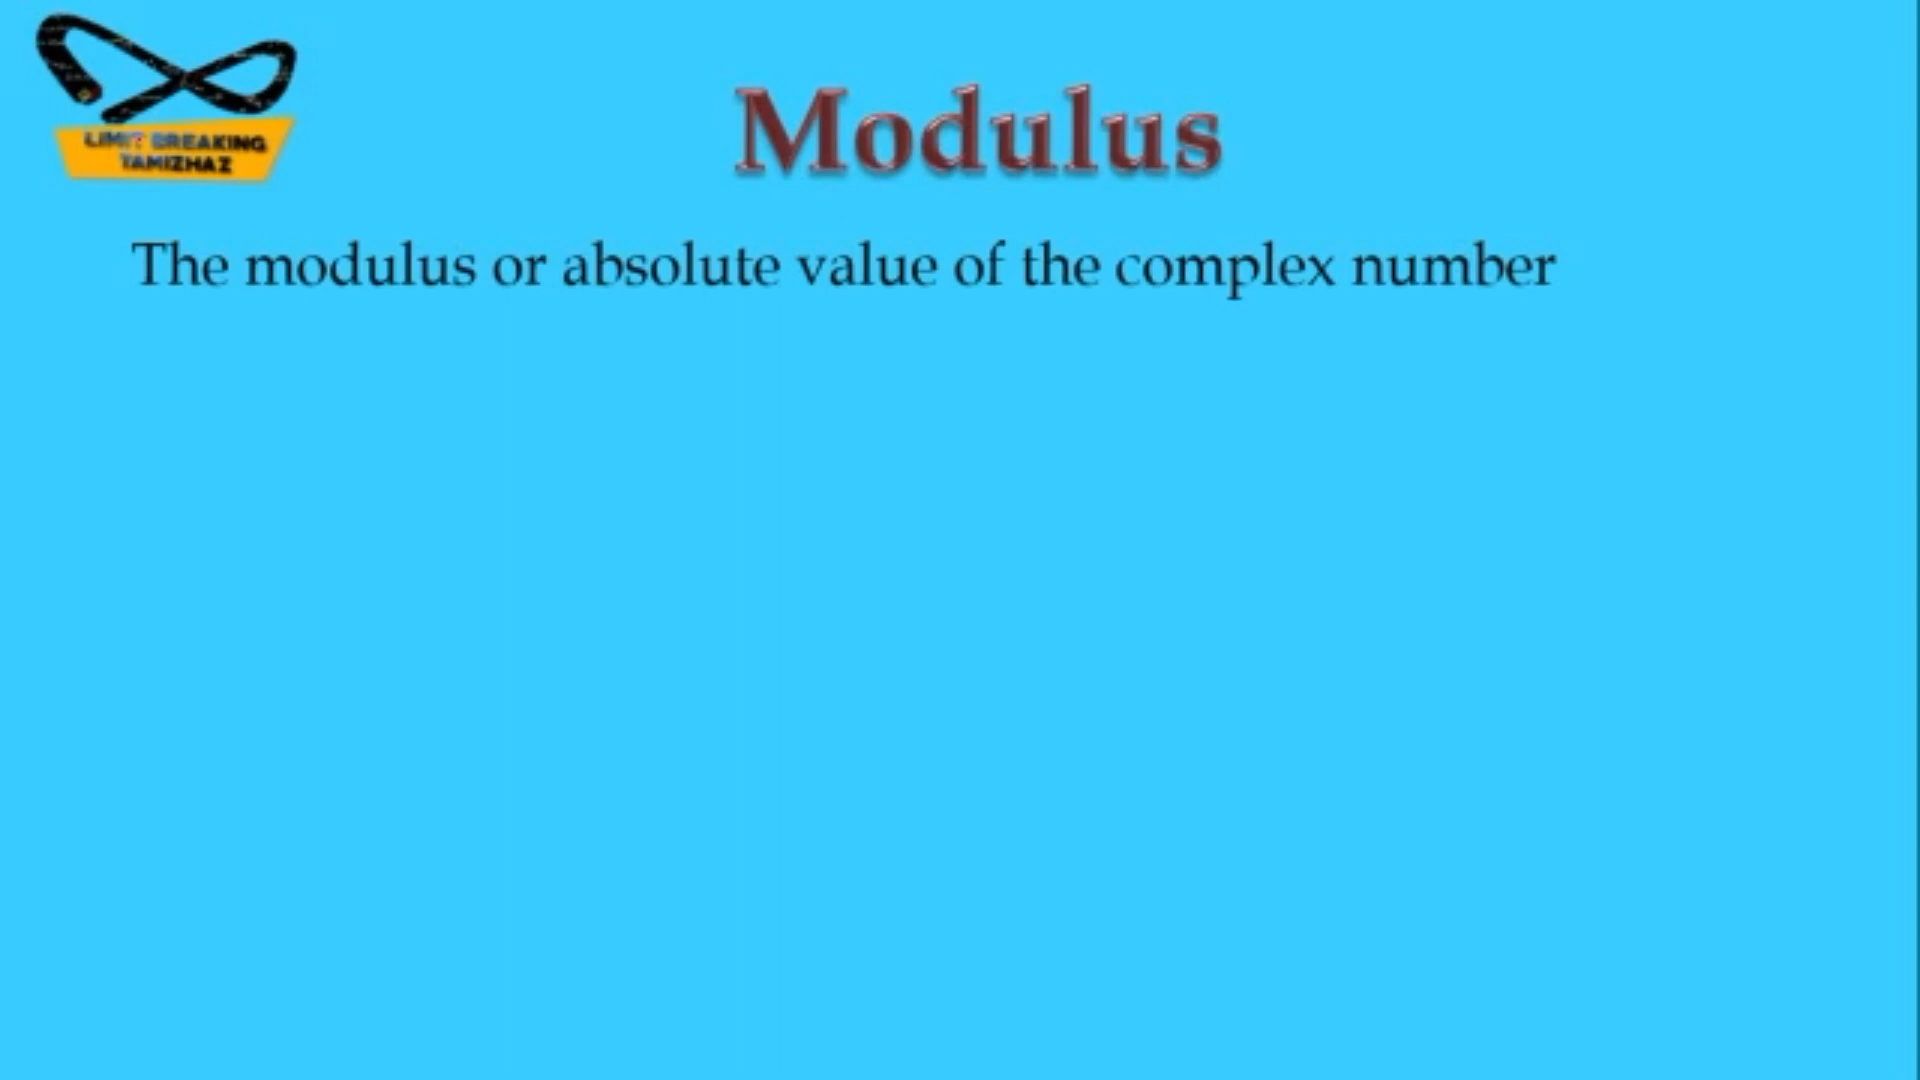 LIMIT BREAKING
TAMIZHAZ
Modulus
The modulus or absolute value of the complex number